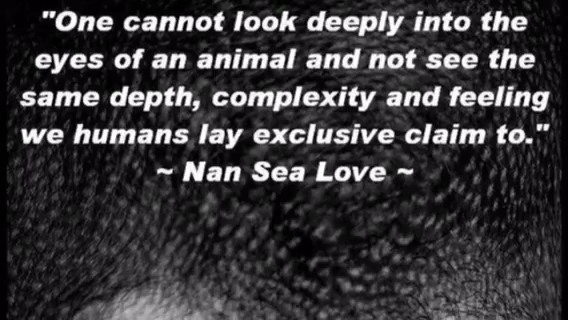 "One cannot look deeply into the
eyes of an animal and not see the
same depth, complexity and feeling
we humans lay exclusive claim to."
~ Nan Sea Love ~